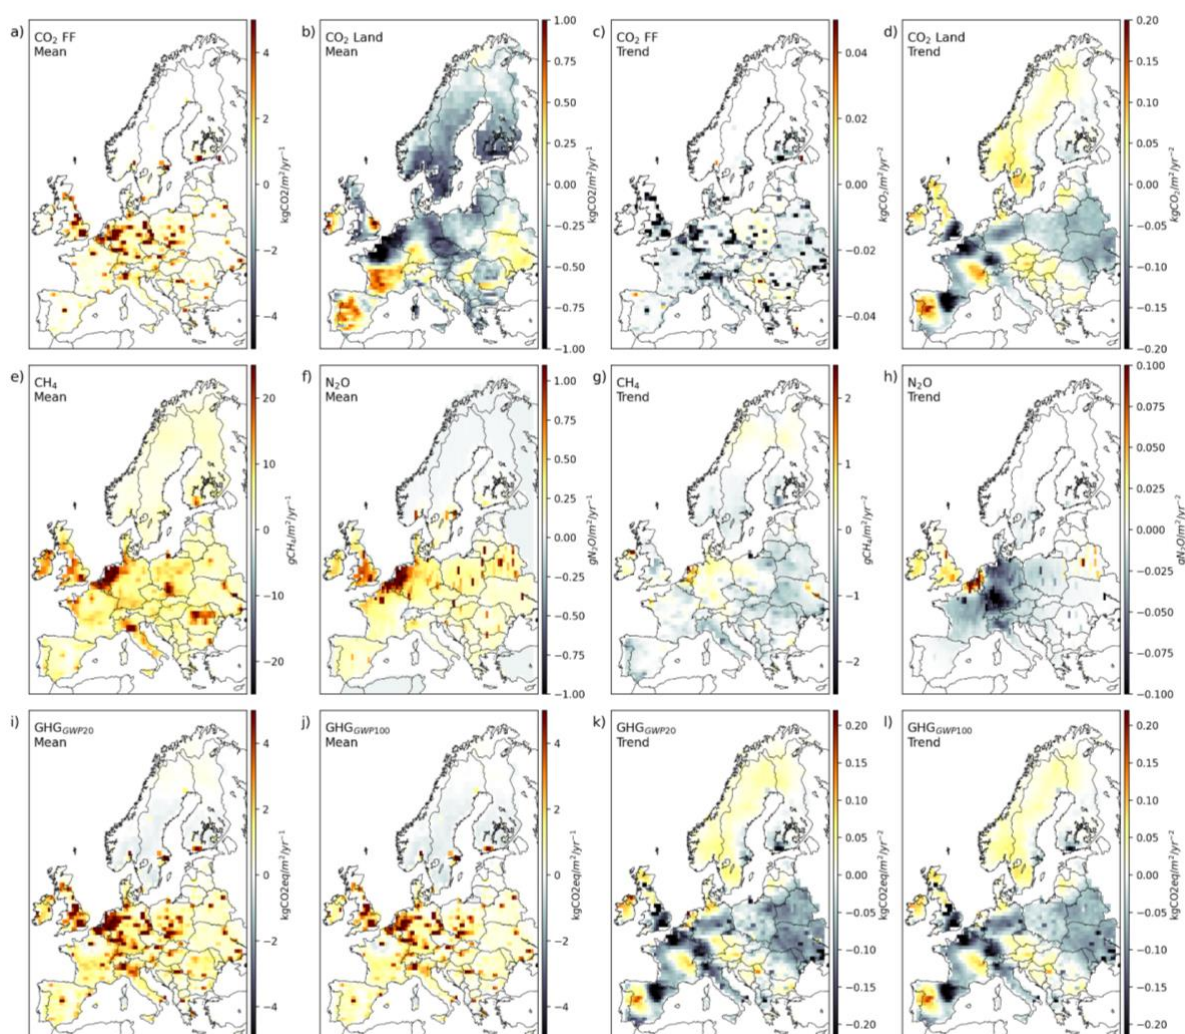 a)
CO₂ FF
Mean
4
2
0
−2
−4
kgCO2/m²/yr⁻¹
b)
CO₂ Land
Mean
1.00
0.75
0.50
0.25
0.00
−0.25
−0.50
−0.75
−1.00
kgCO2/m²/yr⁻¹
c)
CO₂ FF
Trend
0.04
0.02
0.00
−0.02
−0.04
kgCO₂/m²/yr⁻²
d)
CO₂ Land
Trend
0.20
0.15
0.10
0.05
0.00
−0.05
−0.10
−0.15
−0.20
kgCO₂/m²/yr⁻²
e)
CH₄
Mean
20
10
0
−10
−20
gCH₄/m²/yr⁻¹
f)
N₂O
Mean
1.00
0.75
0.50
0.25
0.00
−0.25
−0.50
−0.75
−1.00
gN₂O/m²/yr⁻¹
g)
CH₄
Trend
2
1
0
−1
−2
gCH₄/m²/yr⁻²
h)
N₂O
Trend
0.100
0.075
0.050
0.025
0.000
−0.025
−0.050
−0.075
−0.100
gN₂O/m²/yr⁻²
i)
GHG_GWP20
Mean
4
2
0
−2
−4
kgCO2eq/m²/yr⁻¹
j)
GHG_GWP100
Mean
4
2
0
−2
−4
kgCO2eq/m²/yr⁻¹
k)
GHG_GWP20
Trend
0.20
0.15
0.10
0.05
0.00
−0.05
−0.10
−0.15
−0.20
kgCO2eq/m²/yr⁻²
l)
GHG_GWP100
Trend
0.20
0.15
0.10
0.05
0.00
−0.05
−0.10
−0.15
−0.20
kgCO2eq/m²/yr⁻²